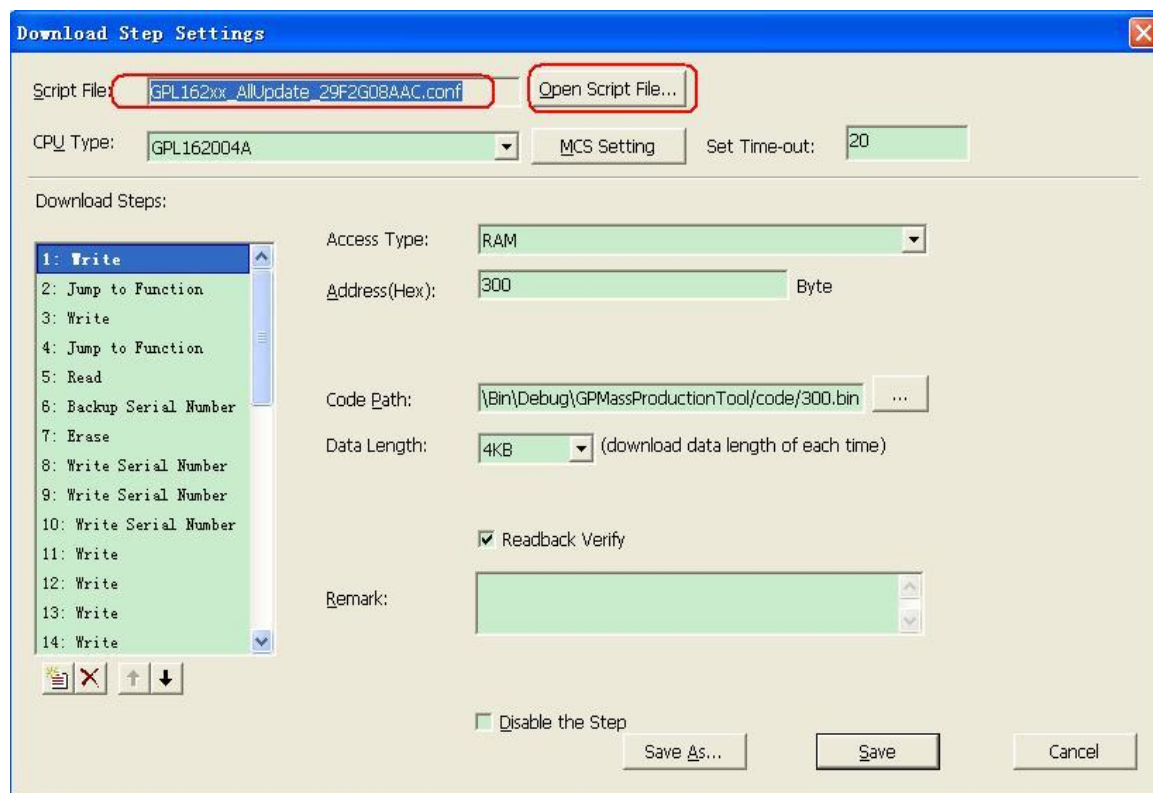 Download Step Settings
Script File: GPL162xx_AllUpdate_29F2G08AAC.conf Open Script File...
CPU Type: GPL162004A MCS Setting Set Time-out: 20
Download Steps:
Access Type: RAM
1: Write
2: Jump to Function
Address(Hex): 300 Byte
3: Write
4: Jump to Function
5: Read
6: Backup Serial Number
Code Path: \Bin\Debug\GPMassProductionTool/code/300.bin ...
7: Erase
Data Length: 4KB (download data length of each time)
8: Write Serial Number
9: Write Serial Number
10: Write Serial Number
Readback Verify
11: Write
12: Write
Remark:
13: Write
14: Write
Disable the Step
Save As... Save Cancel